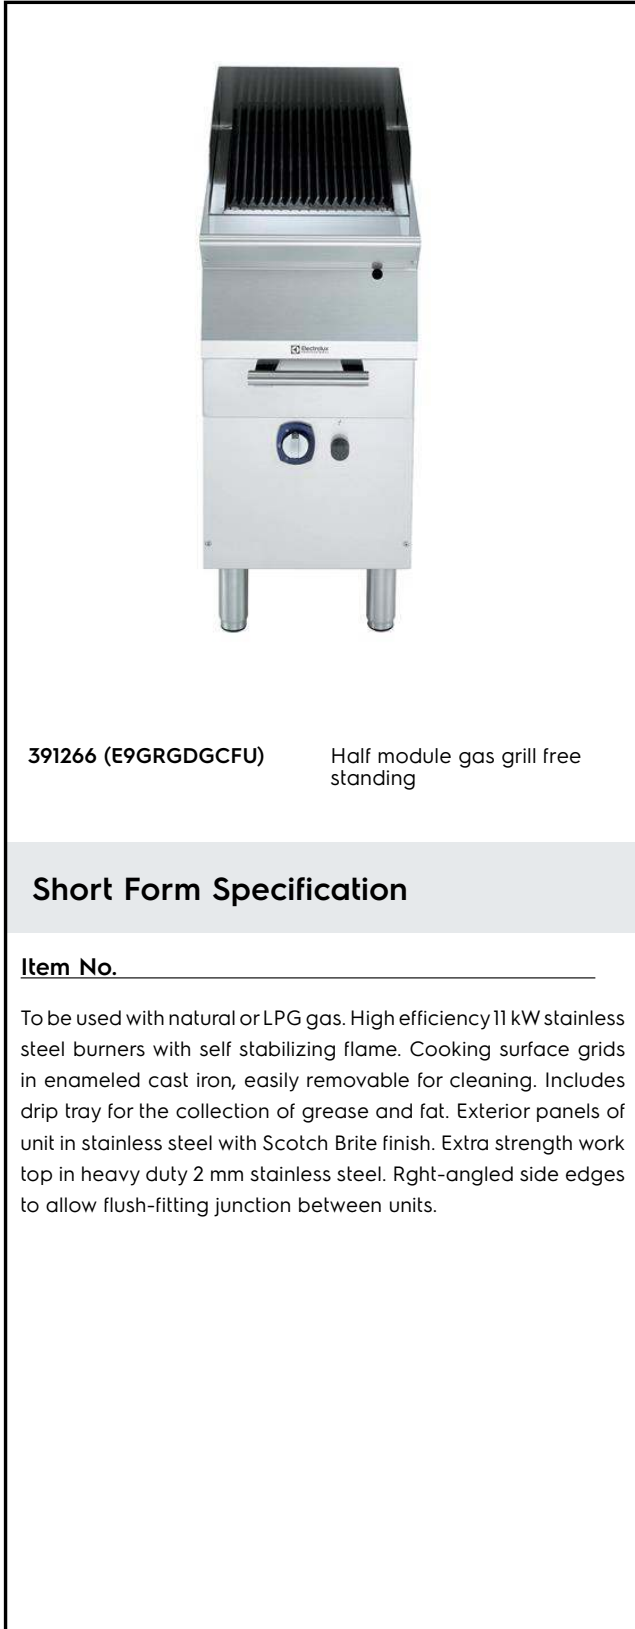 Electrolux
391266 (E9GRGDGCFU)
Half module gas grill free
standing
Short Form Specification
Item No.
To be used with natural or LPG gas. High efficiency 11 kW stainless
steel burners with self stabilizing flame. Cooking surface grids
in enameled cast iron, easily removable for cleaning. Includes
drip tray for the collection of grease and fat. Exterior panels of
unit in stainless steel with Scotch Brite finish. Extra strength work
top in heavy duty 2 mm stainless steel. Rght-angled side edges
to allow flush-fitting junction between units.